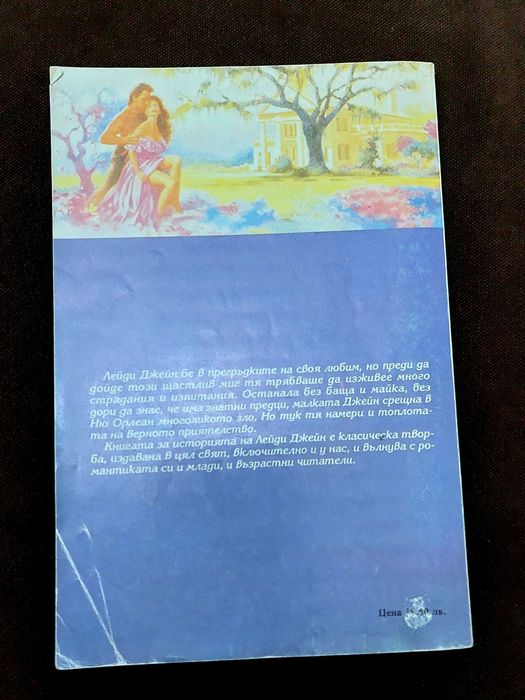 Лейди Джейн бе в прегръдките на своя любим, но преди да
дойде този щастлив миг тя трябваше да изживее много
страдания и изпитания. Останала без баща и майка, без
дори да знае, че има знатни предци, малката Джейн срещна в
Ню Орлеан многоликото зло. Но тук тя намери и топлота-
та на верното приятелство.
Книгата за историята на Лейди Джейн е класическа твор-
ба, издавана в цял свят, включително и у нас, и вълнува с ро-
мантиката си и млади, и възрастни читатели.
Цена лв.